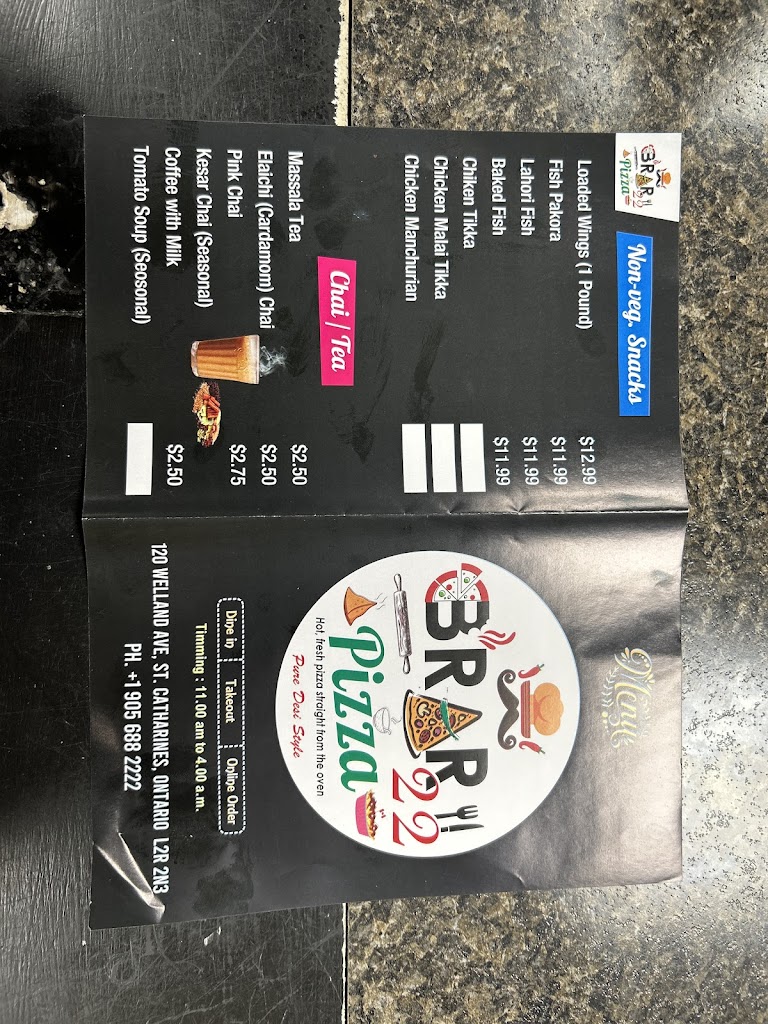 BRAR 22
Pizza
Non-veg. Snacks
Loaded Wings (1 Pound) $12.99
Fish Pakora $11.99
Lahori Fish $11.99
Baked Fish $11.99
Chiken Tikka
Chicken Malai Tikka
Chicken Manchurian
Chai | Tea
Massala Tea $2.50
Elaichi (Cardamom) Chai $2.50
Pink Chai $2.75
Kesar Chai (Seasonal)
Coffee with Milk $2.50
Tomato Soup (Seosonal)
Menu
BRAR 22
Pizza
Hot, fresh pizza straight from the oven
Pure Desi Style
Dine in Takeout Online Order
Timming : 11.00 am to 4.00 a.m.
120 WELLAND AVE, ST. CATHARINES, ONTARIO L2R 2N3
PH. +1 905 688 2222